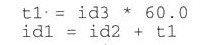 t1 = id3 * 60.0
id1 = id2 + t1